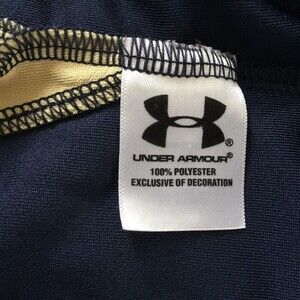 ®
UNDER ARMOUR®
100% POLYESTER
EXCLUSIVE OF DECORATION